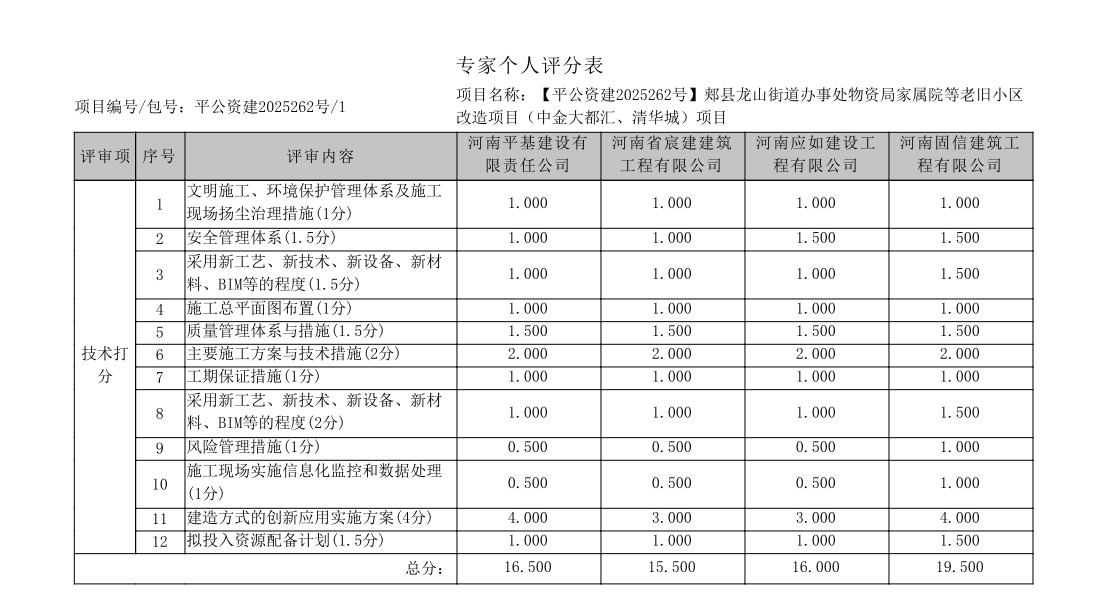 专家个人评分表
项目编号/包号：平公资建2025262号/1
项目名称：【平公资建2025262号】郏县龙山街道办事处物资局家属院等老旧小区
改造项目（中金大都汇、清华城）项目
评审项 序号 评审内容 河南平基建设有限责任公司 河南省宸建建筑工程有限公司 河南应如建设工程有限公司 河南固信建筑工程有限公司
技术打分
1 文明施工、环境保护管理体系及施工现场扬尘治理措施(1分) 1.000 1.000 1.000 1.000
2 安全管理体系(1.5分) 1.000 1.000 1.500 1.500
3 采用新工艺、新技术、新设备、新材料、BIM等的程度(1.5分) 1.000 1.000 1.000 1.500
4 施工总平面图布置(1分) 1.000 1.000 1.000 1.000
5 质量管理体系与措施(1.5分) 1.500 1.500 1.500 1.500
6 主要施工方案与技术措施(2分) 2.000 2.000 2.000 2.000
7 工期保证措施(1分) 1.000 1.000 1.000 1.000
8 采用新工艺、新技术、新设备、新材料、BIM等的程度(2分) 1.000 1.000 1.000 1.500
9 风险管理措施(1分) 0.500 0.500 0.500 1.000
10 施工现场实施信息化监控和数据处理(1分) 0.500 0.500 0.500 1.000
11 建造方式的创新应用实施方案(4分) 4.000 3.000 3.000 4.000
12 拟投入资源配备计划(1.5分) 1.000 1.000 1.000 1.500
总分： 16.500 15.500 16.000 19.500